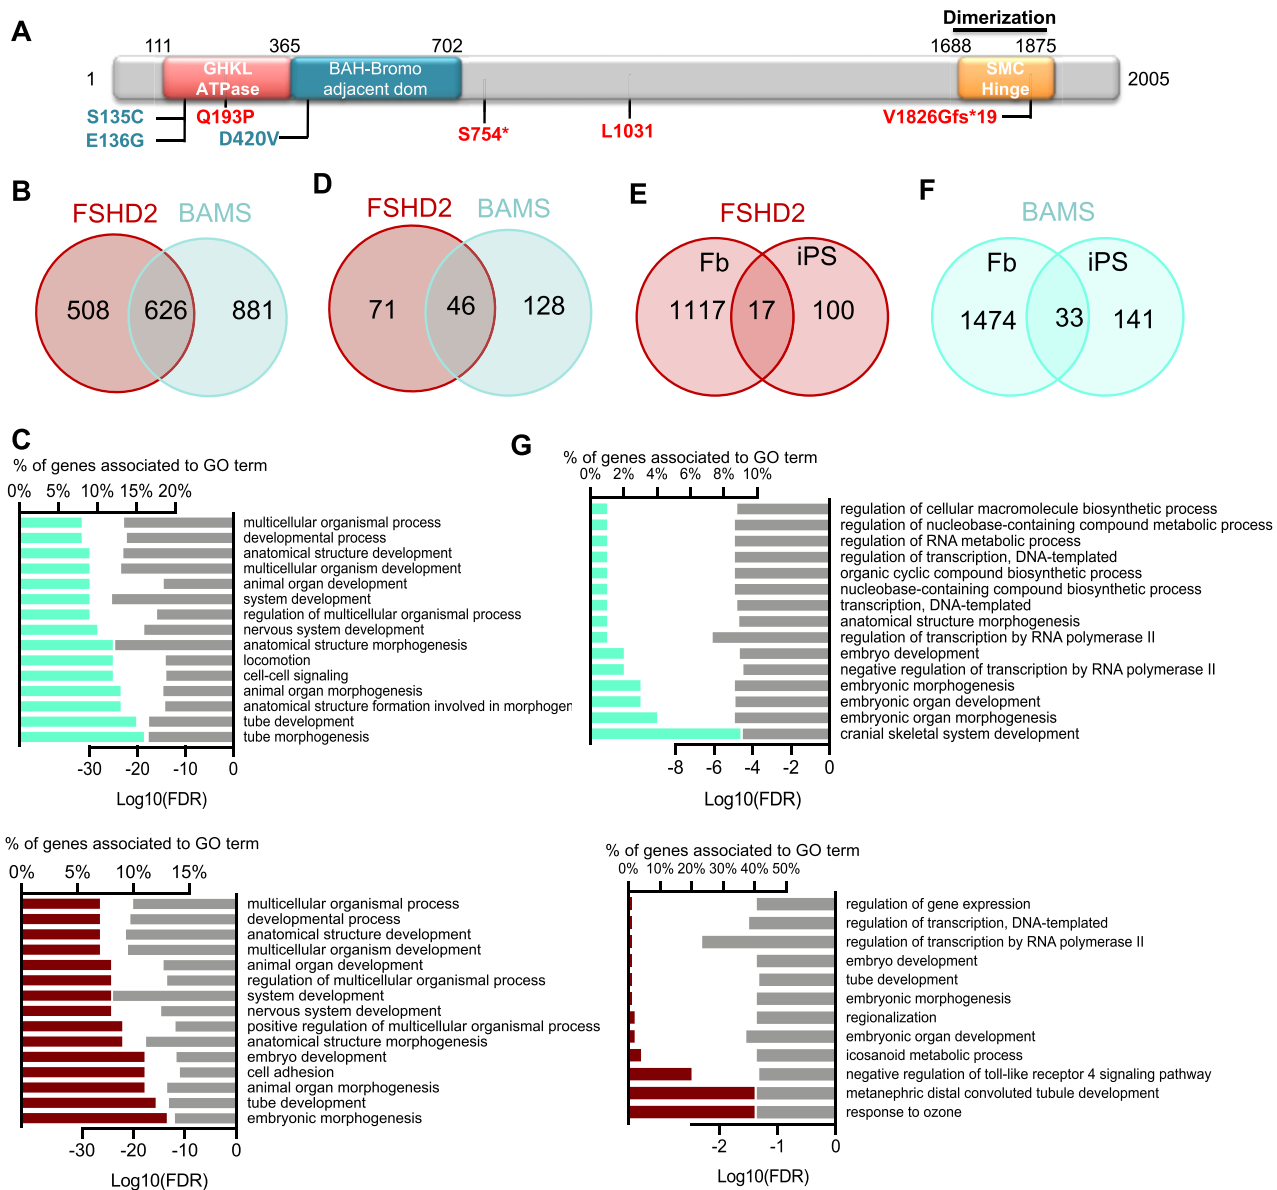 A
Dimerization
111
365
702
1688
1875
1
GHKL
ATPase
BAH-Bromo
adjacent dom
SMC
Hinge
2005
S135C
E136G
Q193P
D420V
S754*
L1031
V1826Gfs*19
B
FSHD2
BAMS
508
626
881
D
FSHD2
BAMS
71
46
128
E
FSHD2
Fb
iPS
1117
17
100
F
BAMS
Fb
iPS
1474
33
141
C
% of genes associated to GO term
0% 5% 10% 15% 20%
multicellular organismal process
developmental process
anatomical structure development
multicellular organism development
animal organ development
system development
regulation of multicellular organismal process
nervous system development
anatomical structure morphogenesis
locomotion
cell-cell signaling
animal organ morphogenesis
anatomical structure formation involved in morphoger
tube development
tube morphogenesis
-30 -20 -10 0
Log10(FDR)
% of genes associated to GO term
0% 5% 10% 15%
multicellular organismal process
developmental process
anatomical structure development
multicellular organism development
animal organ development
regulation of multicellular organismal process
system development
nervous system development
positive regulation of multicellular organismal process
anatomical structure morphogenesis
embryo development
cell adhesion
animal organ morphogenesis
tube development
embryonic morphogenesis
-30 -20 -10 0
Log10(FDR)
G
% of genes associated to GO term
0% 2% 4% 6% 8% 10%
regulation of cellular macromolecule biosynthetic process
regulation of nucleobase-containing compound metabolic process
regulation of RNA metabolic process
regulation of transcription, DNA-templated
organic cyclic compound biosynthetic process
nucleobase-containing compound biosynthetic process
transcription, DNA-templated
anatomical structure morphogenesis
regulation of transcription by RNA polymerase II
embryo development
negative regulation of transcription by RNA polymerase II
embryonic morphogenesis
embryonic organ development
embryonic organ morphogenesis
cranial skeletal system development
-8 -6 -4 -2 0
Log10(FDR)
% of genes associated to GO term
0% 10% 20% 30% 40% 50%
regulation of gene expression
regulation of transcription, DNA-templated
regulation of transcription by RNA polymerase II
embryo development
tube development
embryonic morphogenesis
regionalization
embryonic organ development
icosanoid metabolic process
negative regulation of toll-like receptor 4 signaling pathway
metanephric distal convoluted tubule development
response to ozone
-2 -1 0
Log10(FDR)